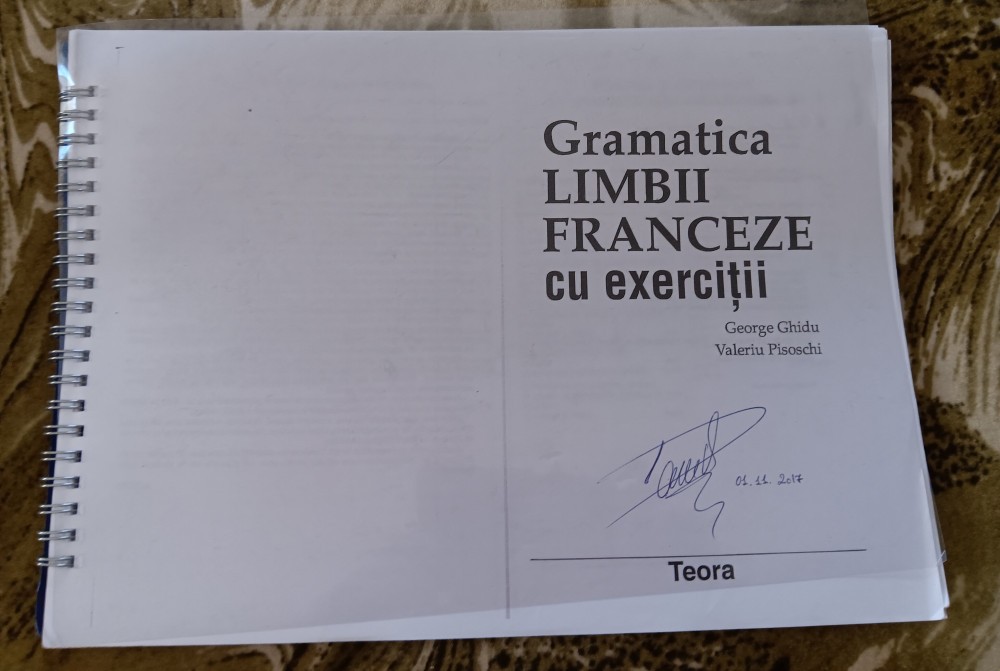 Gramatica
LIMBII
FRANCEZE
cu exerciții
George Ghidu
Valeriu Pisoschi
01.11.2017
Teora